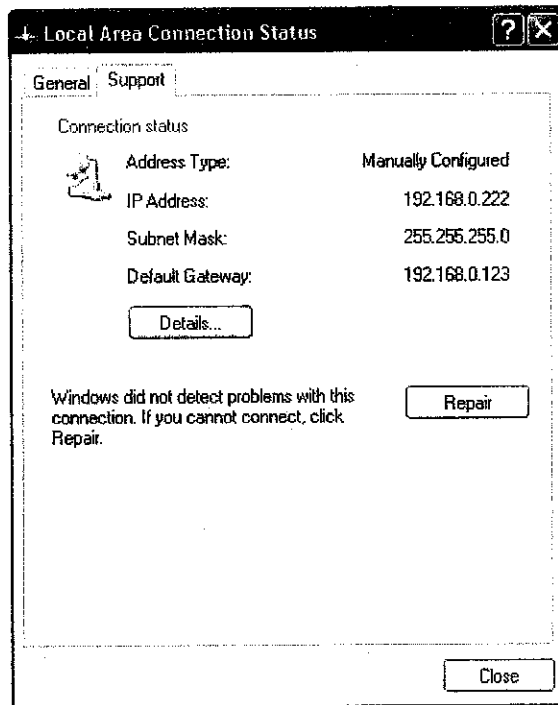 Local Area Connection Status
General Support
Connection status
Address Type: Manually Configured
IP Address: 192.168.0.222
Subnet Mask: 255.255.255.0
Default Gateway: 192.168.0.123
Details...
Windows did not detect problems with this
connection. If you cannot connect, click
Repair.
Repair
Close